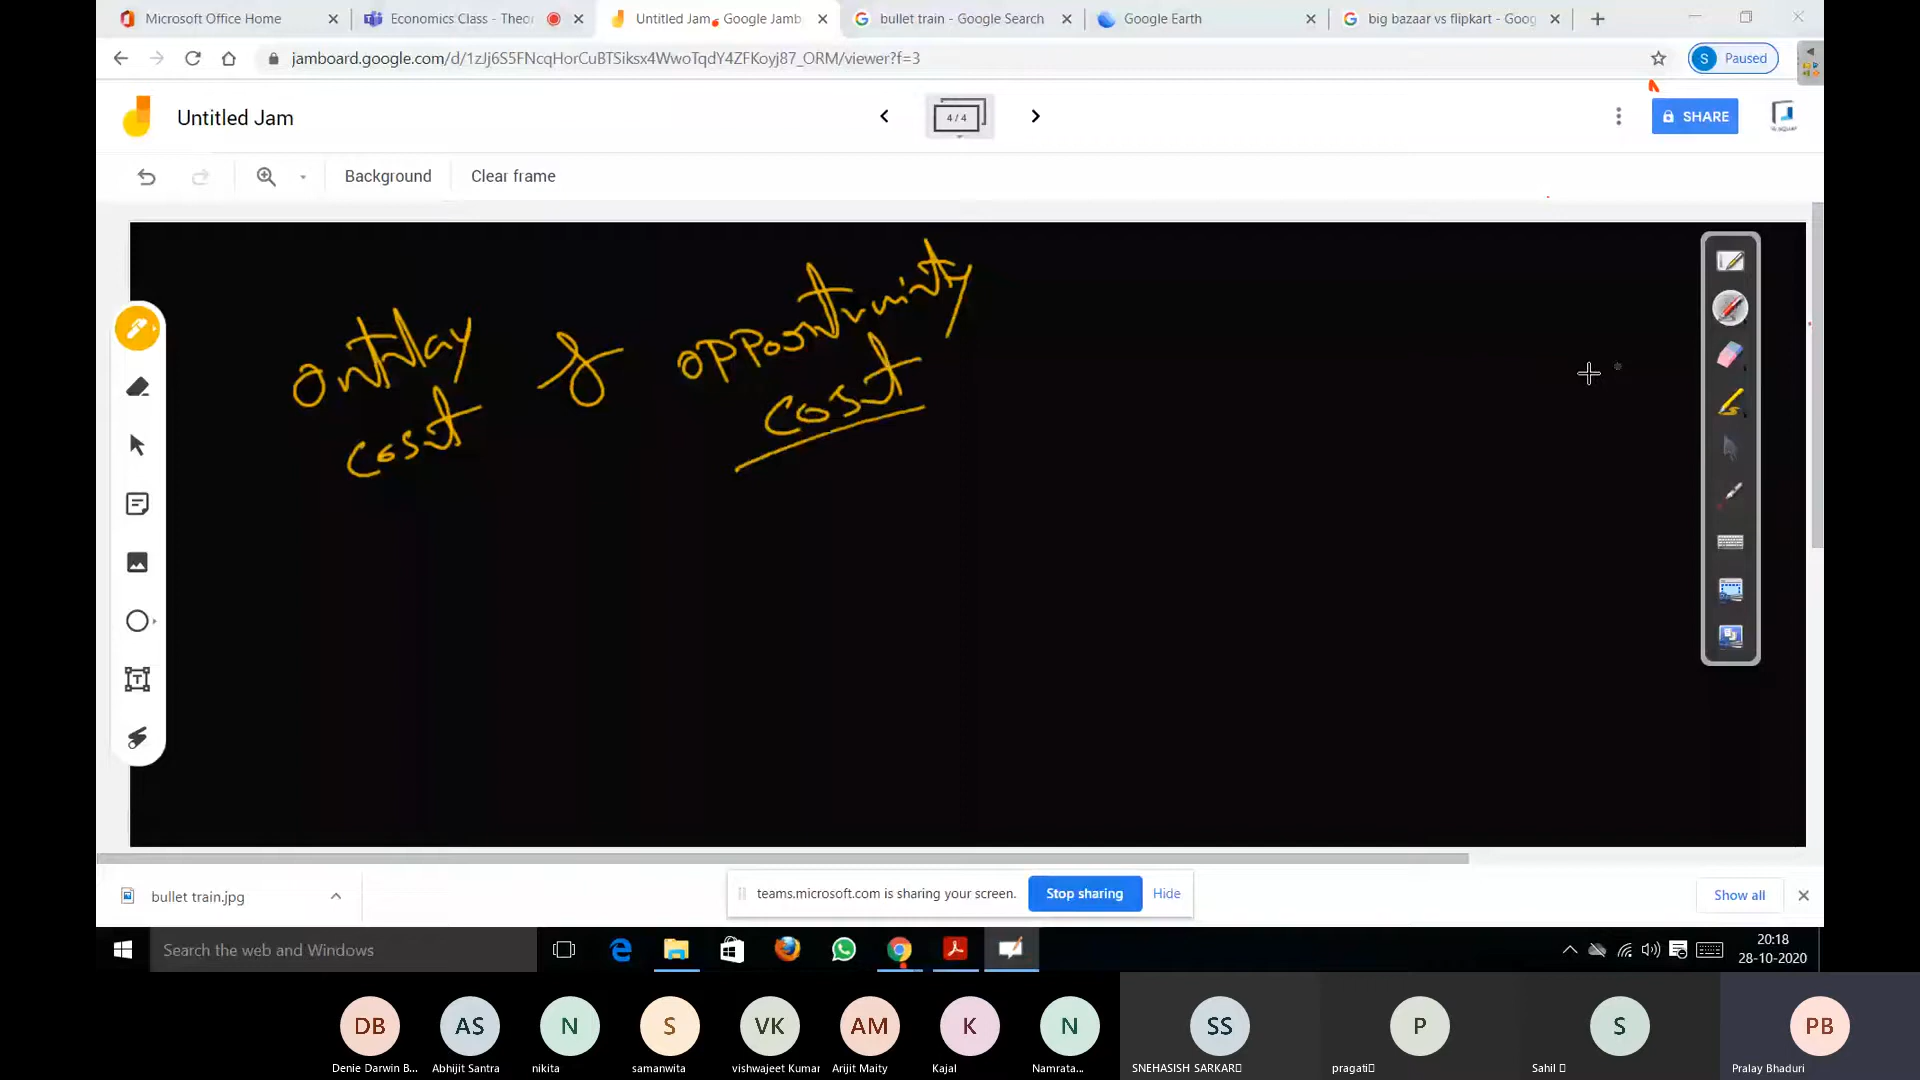 Microsoft Office Home
Economics Class - Theo
Untitled Jam - Google Jamb
bullet train - Google Search
Google Earth
big bazaar vs flipkart - Goog
jamboard.google.com/d/1zJj6S5FNcqHorCuBTSiksx4WwoTqdY4ZFKoyj87_ORM/viewer?f=3
S Paused
Untitled Jam
4 / 4
SHARE
Background Clear frame
outlay & opportunity
cost cost
bullet train.jpg
teams.microsoft.com is sharing your screen. Stop sharing Hide
Show all
Search the web and Windows
20:18
28-10-2020
DB AS N S VK AM K N SS P S PB
Denie Darwin B... Abhijit Santra nikita samanwita vishwajeet Kumar Arijit Maity Kajal Namrata... SNEHASISH SARKAR pragati Sahil Pralay Bhaduri